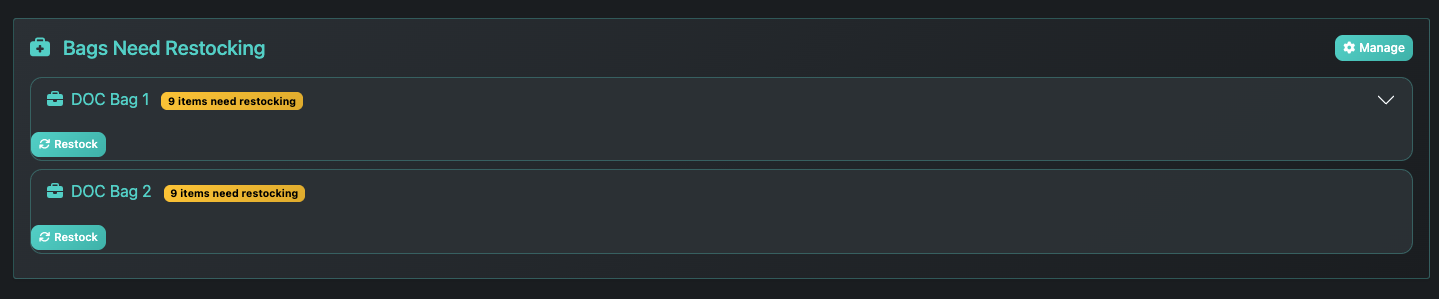 Bags Need Restocking
Manage
DOC Bag 1 9 items need restocking
Restock
DOC Bag 2 9 items need restocking
Restock